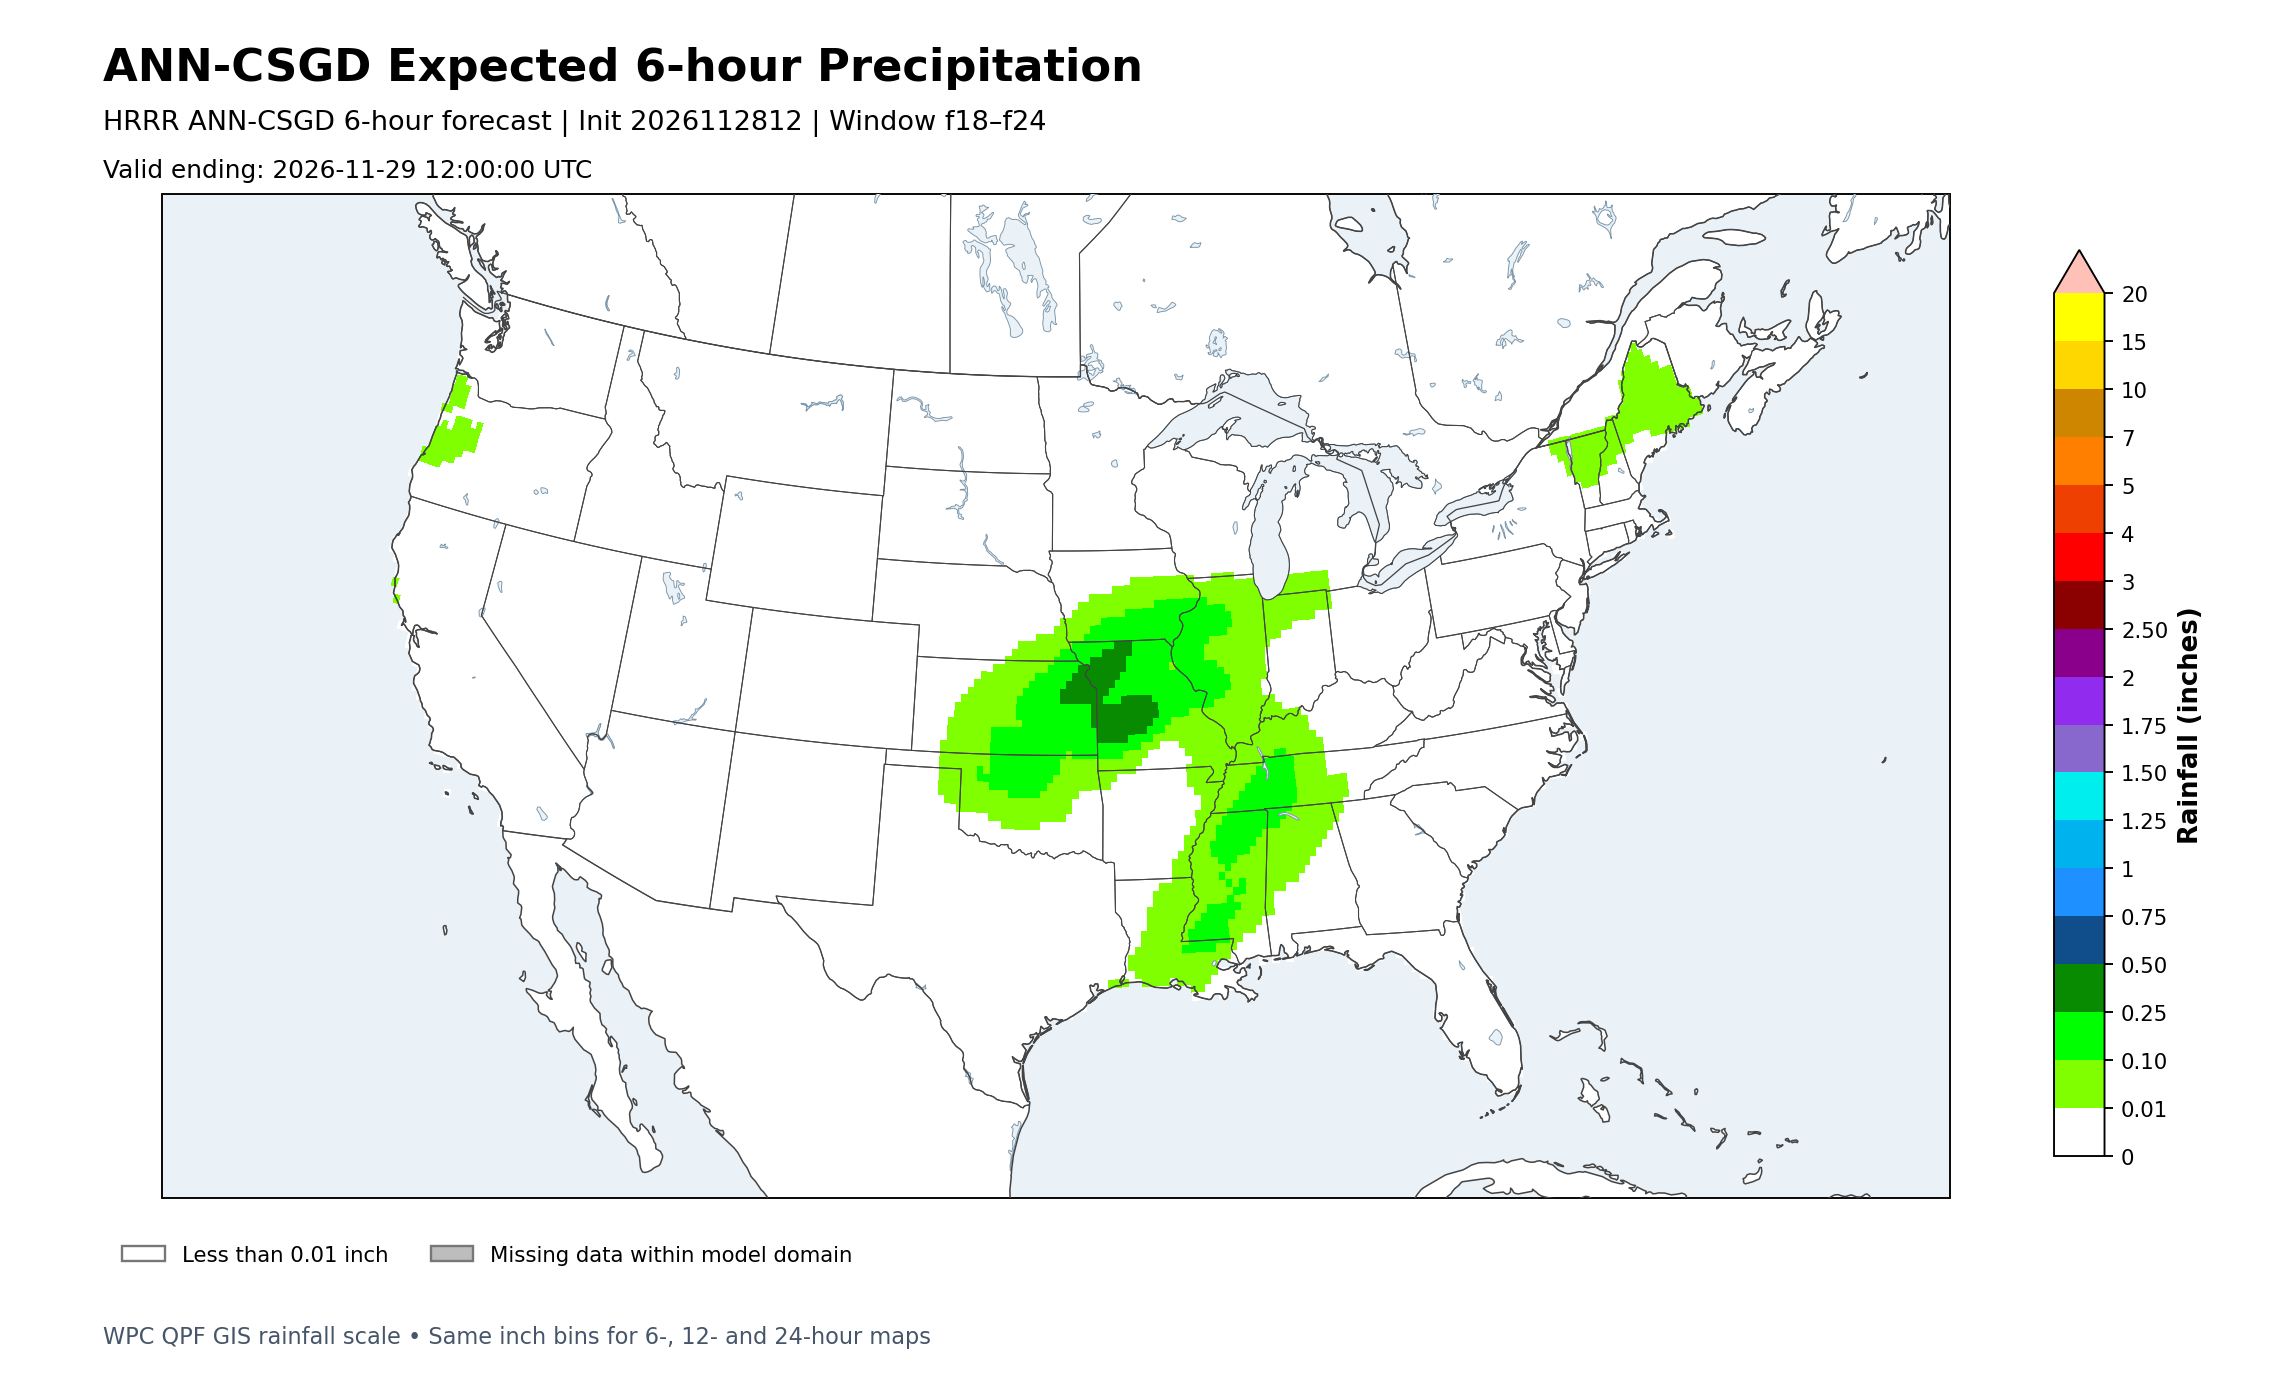 ANN-CSGD Expected 6-hour Precipitation
HRRR ANN-CSGD 6-hour forecast | Init 2026112812 | Window f18–f24
Valid ending: 2026-11-29 12:00:00 UTC
20
15
10
7
5
4
3
2.50
2
1.75
1.50
1.25
1
0.75
0.50
0.25
0.10
0.01
0
Rainfall (inches)
Less than 0.01 inch
Missing data within model domain
WPC QPF GIS rainfall scale • Same inch bins for 6-, 12- and 24-hour maps